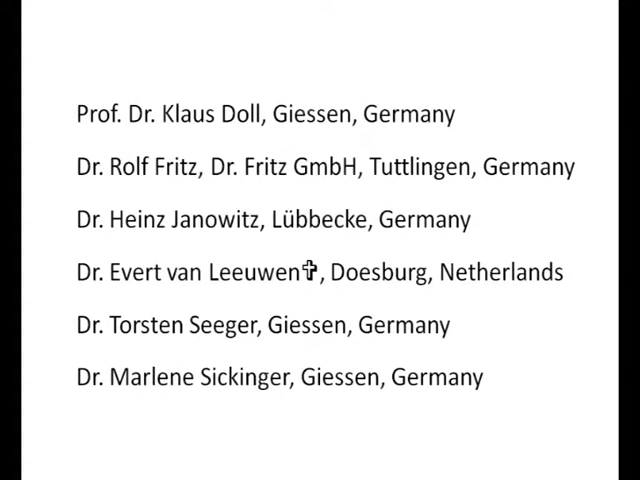 Prof. Dr. Klaus Doll, Giessen, Germany
Dr. Rolf Fritz, Dr. Fritz GmbH, Tuttlingen, Germany
Dr. Heinz Janowitz, Lübbecke, Germany
Dr. Evert van Leeuwen✞, Doesburg, Netherlands
Dr. Torsten Seeger, Giessen, Germany
Dr. Marlene Sickinger, Giessen, Germany